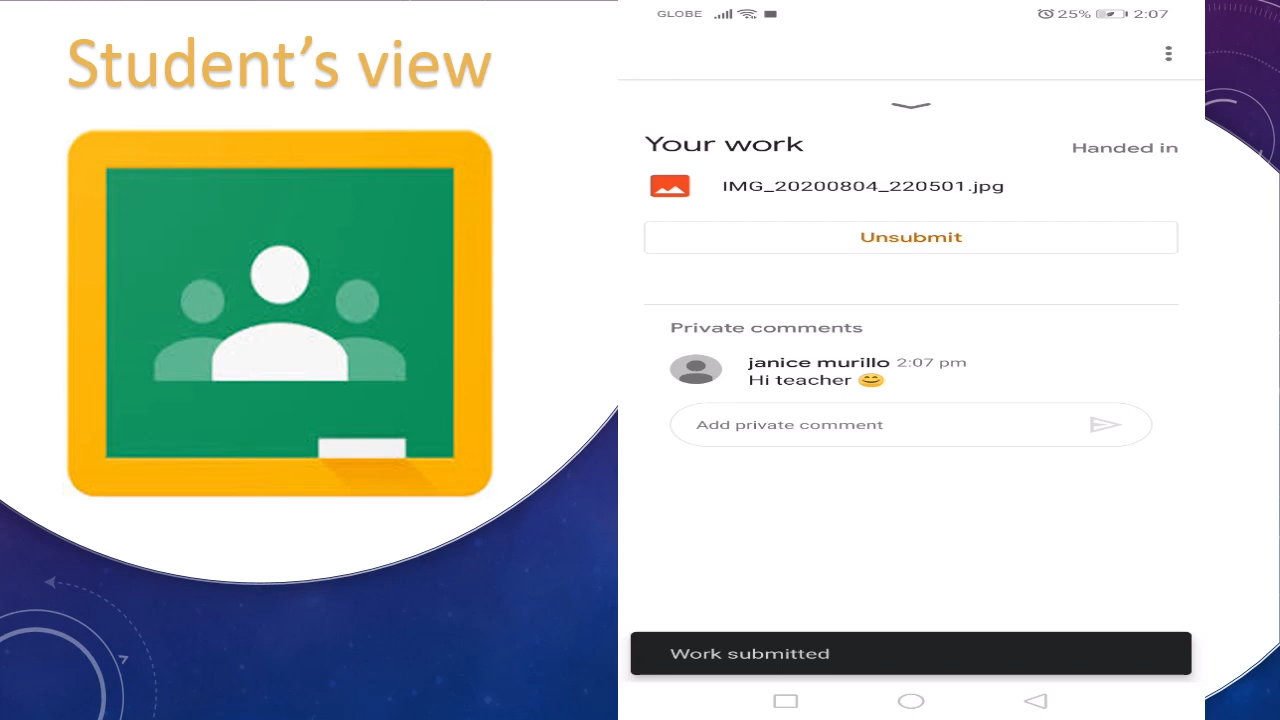 Student's view
GLOBE 25% 2:07
Your work
Handed in
IMG_20200804_220501.jpg
Unsubmit
Private comments
janice murillo 2:07 pm
Hi teacher 😊
Add private comment
Work submitted